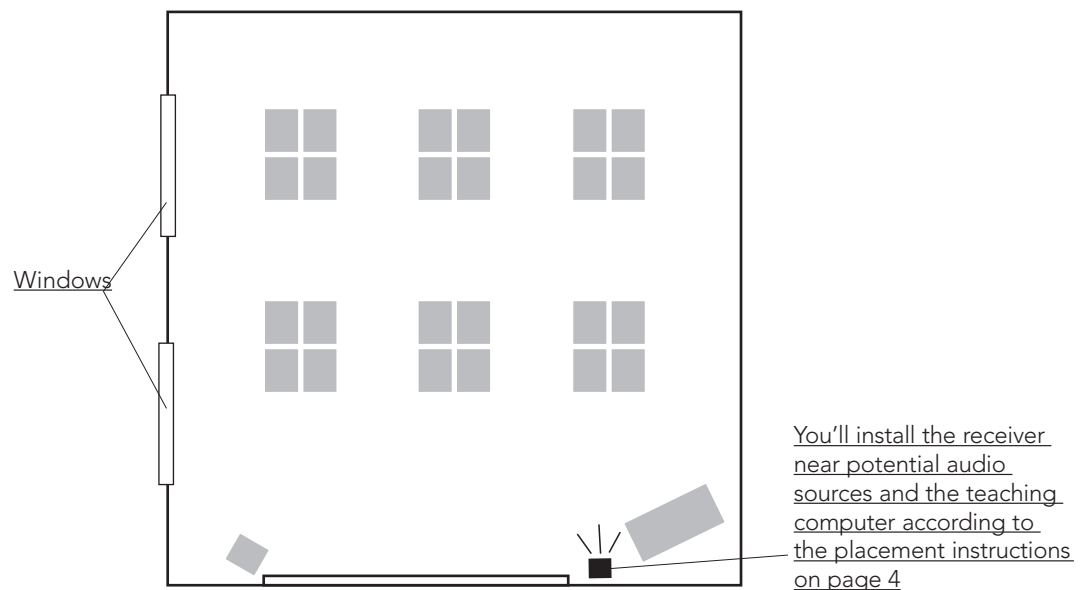 Windows
You’ll install the receiver
near potential audio
sources and the teaching
computer according to
the placement instructions
on page 4